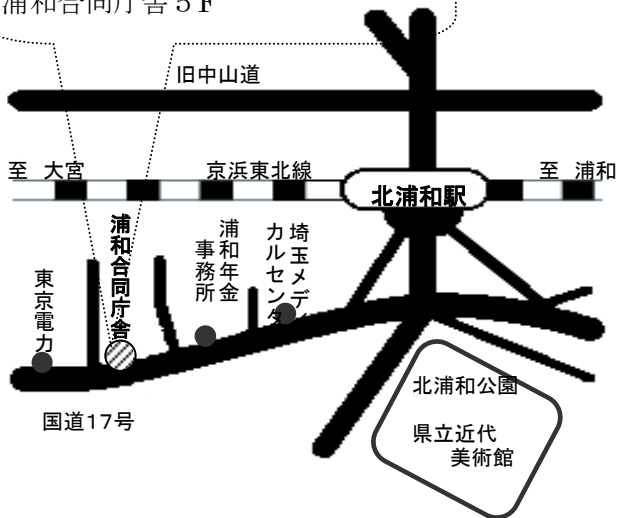 浦和合同庁舎5F
旧中山道
至 大宮
京浜東北線
至 浦和
北浦和駅
浦和合同庁舎
浦和年金
事務所
埼玉メディ
カルセンタ
東京電力
国道17号
北浦和公園
県立近代
美術館